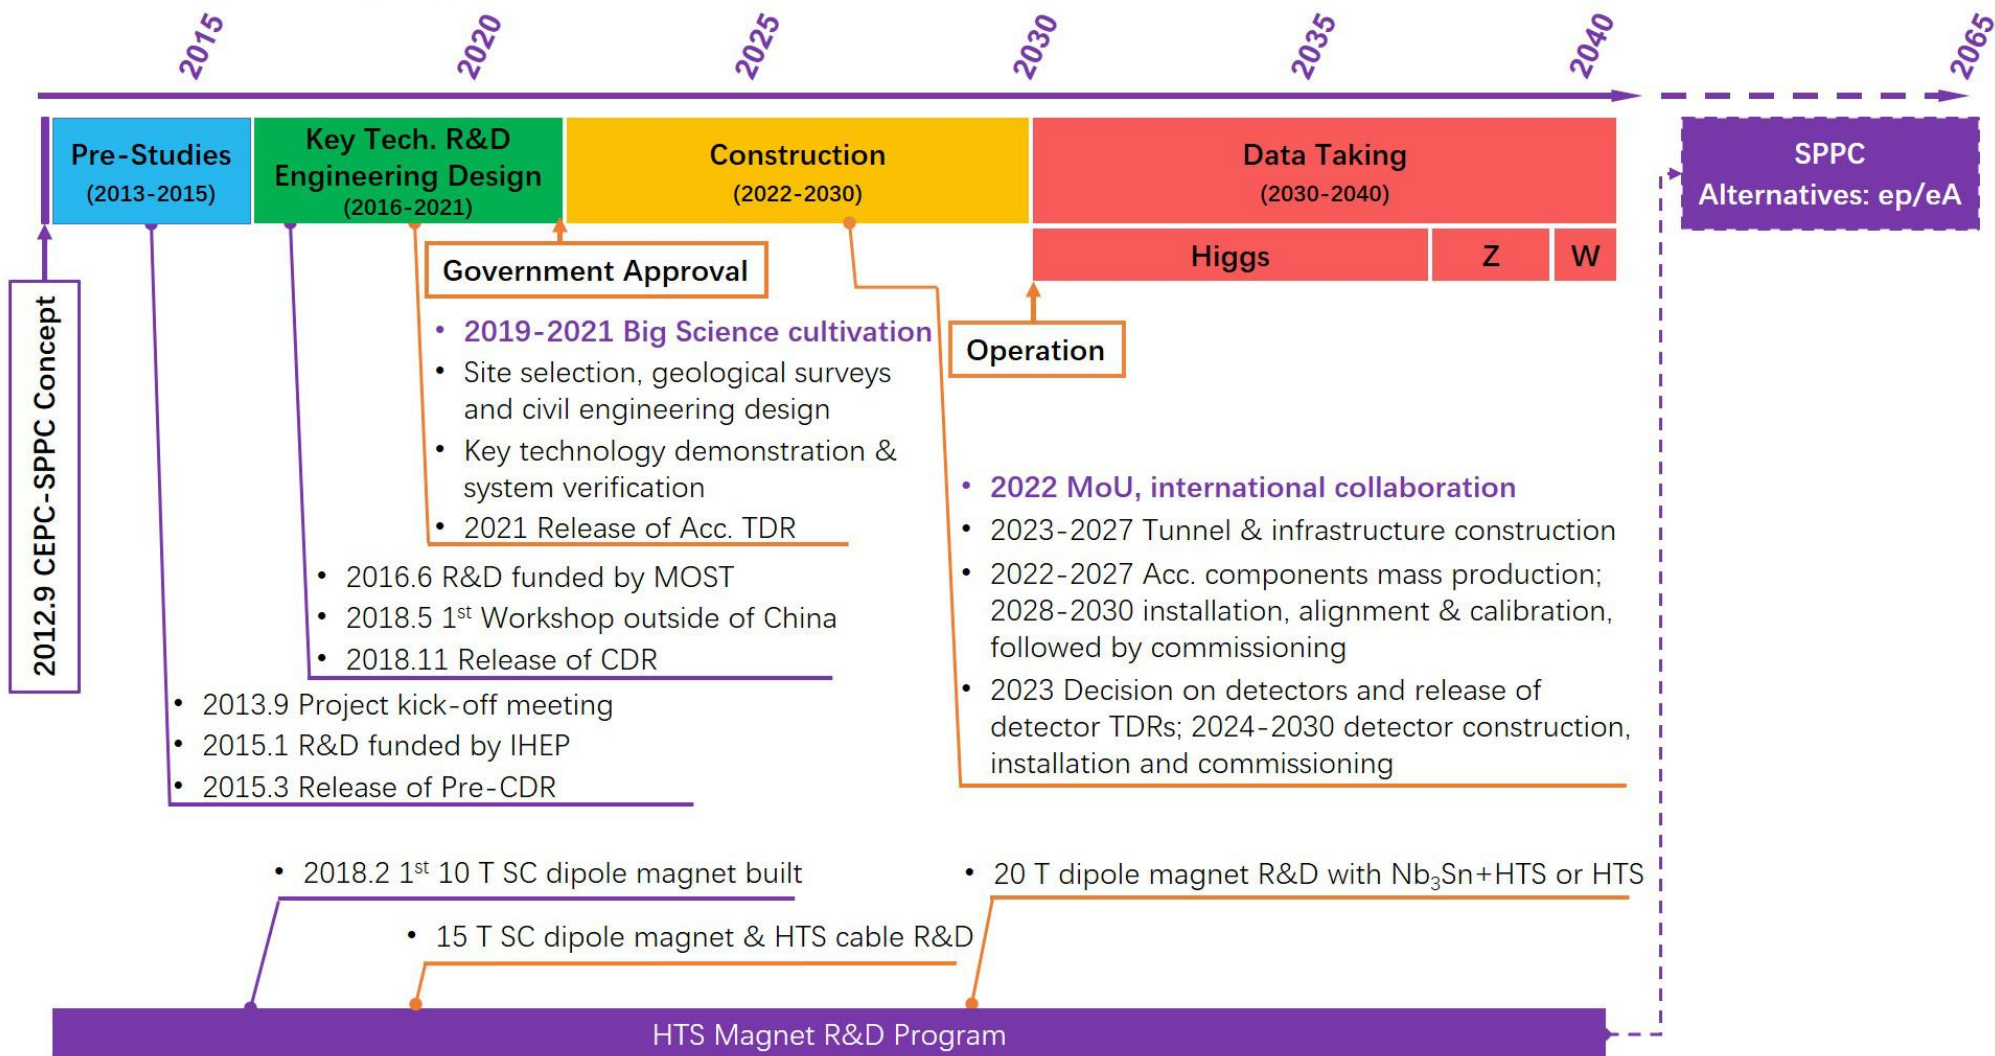 2015
2020
2025
2030
2035
2040
2065
Pre-Studies
(2013-2015)
Key Tech. R&D
Engineering Design
(2016-2021)
Construction
(2022-2030)
Data Taking
(2030-2040)
SPPC
Alternatives: ep/eA
Higgs
Z
W
2012.9 CEPC-SPPC Concept
Government Approval
Operation
• 2019-2021 Big Science cultivation
• Site selection, geological surveys
and civil engineering design
• Key technology demonstration &
system verification
• 2021 Release of Acc. TDR
• 2016.6 R&D funded by MOST
• 2018.5 1st Workshop outside of China
• 2018.11 Release of CDR
• 2013.9 Project kick-off meeting
• 2015.1 R&D funded by IHEP
• 2015.3 Release of Pre-CDR
• 2022 MoU, international collaboration
• 2023-2027 Tunnel & infrastructure construction
• 2022-2027 Acc. components mass production;
2028-2030 installation, alignment & calibration,
followed by commissioning
• 2023 Decision on detectors and release of
detector TDRs; 2024-2030 detector construction,
installation and commissioning
• 2018.2 1st 10 T SC dipole magnet built
• 15 T SC dipole magnet & HTS cable R&D
• 20 T dipole magnet R&D with Nb₃Sn+HTS or HTS
HTS Magnet R&D Program